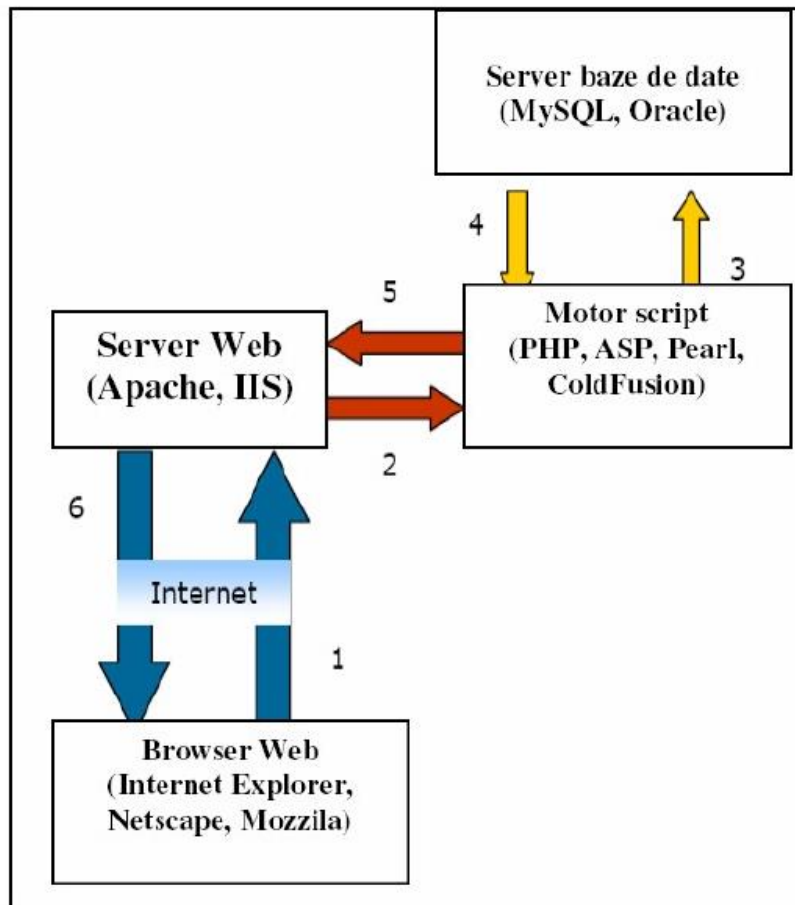 Server baze de date
(MySQL, Oracle)
4
3
5
Motor script
(PHP, ASP, Pearl,
ColdFusion)
Server Web
(Apache, IIS)
2
6
Internet
1
Browser Web
(Internet Explorer,
Netscape, Mozzila)